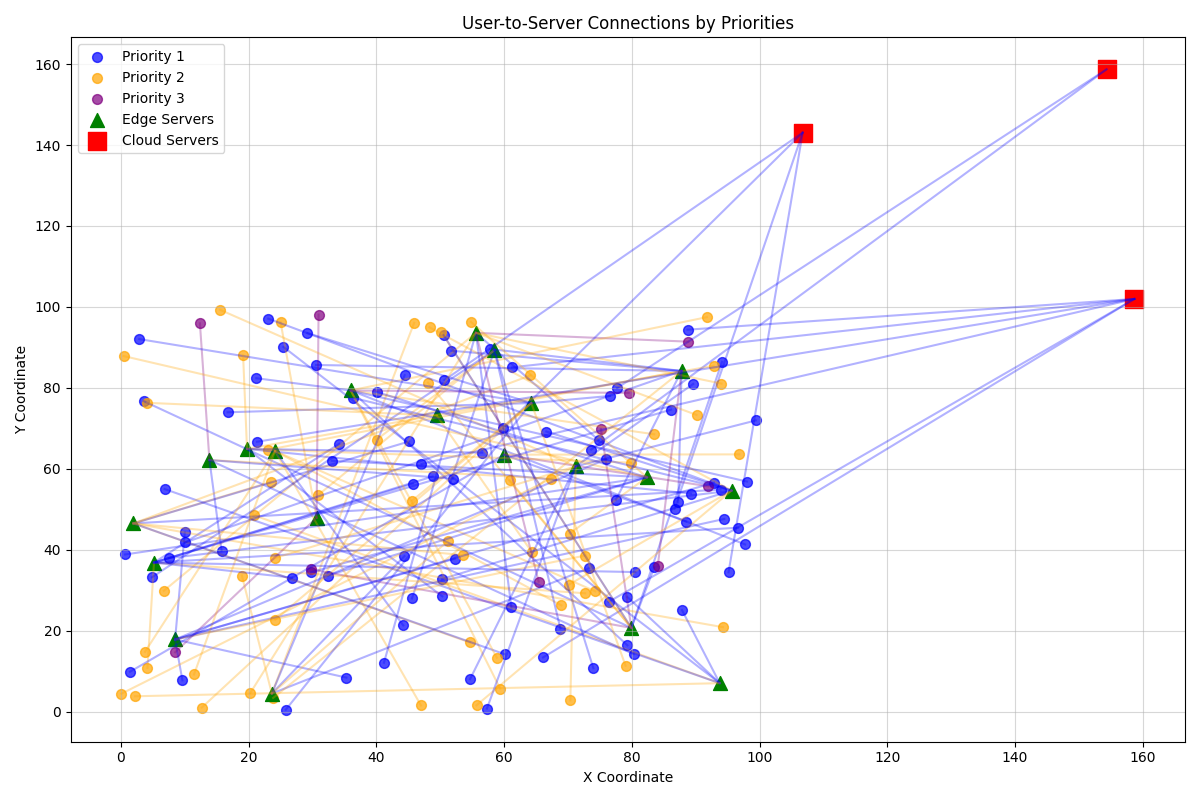 User-to-Server Connections by Priorities
Priority 1
Priority 2
Priority 3
Edge Servers
Cloud Servers
160
140
120
100
80
60
40
20
0
Y Coordinate
0 20 40 60 80 100 120 140 160
X Coordinate